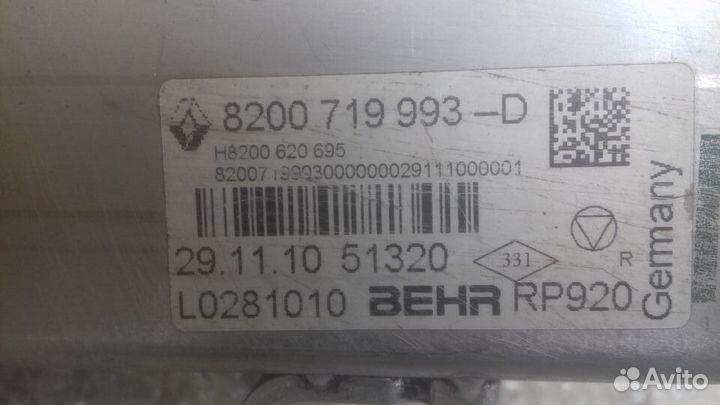 8200 719 993 –D
H8200 620 695
8200719993000000029111000001
29.11.10 51320
331
R
L0281010 BEHR RP920
Germany
Avito